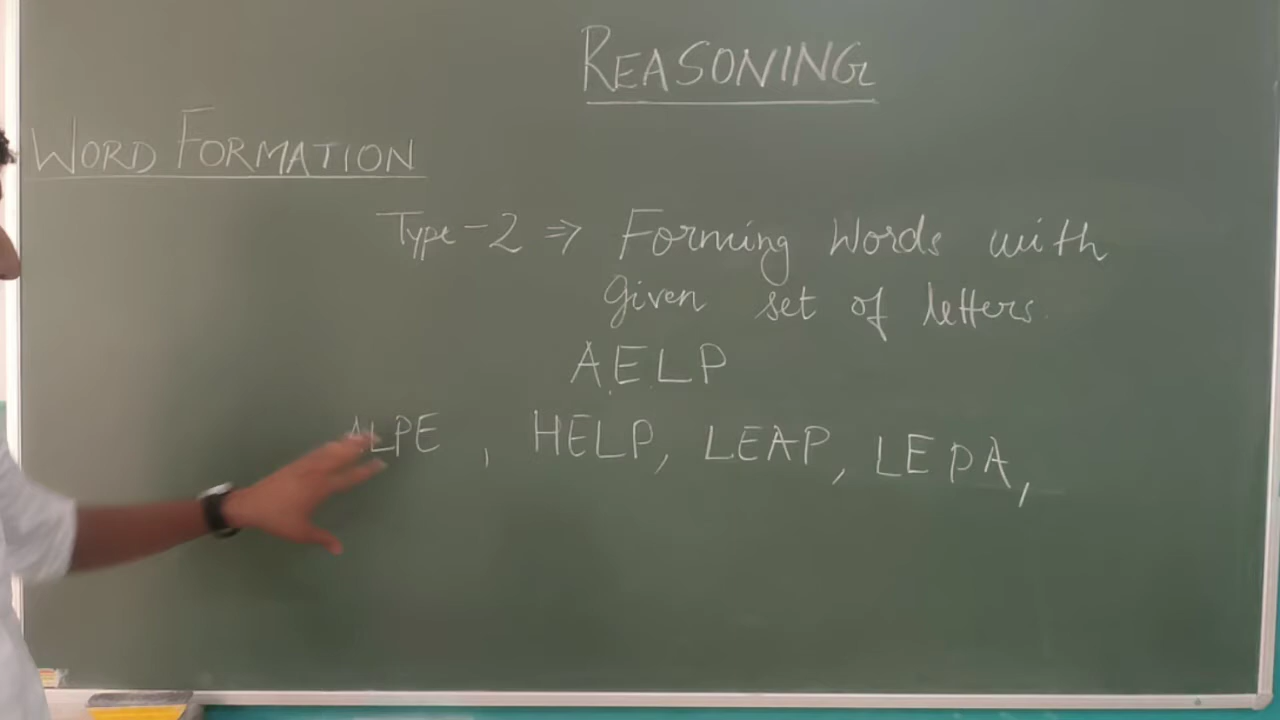 REASONING
WORD FORMATION
Type-2 ⇒ Forming Words with
given set of letters.
A E L P
ALPE , HELP, LEAP, LEPA,